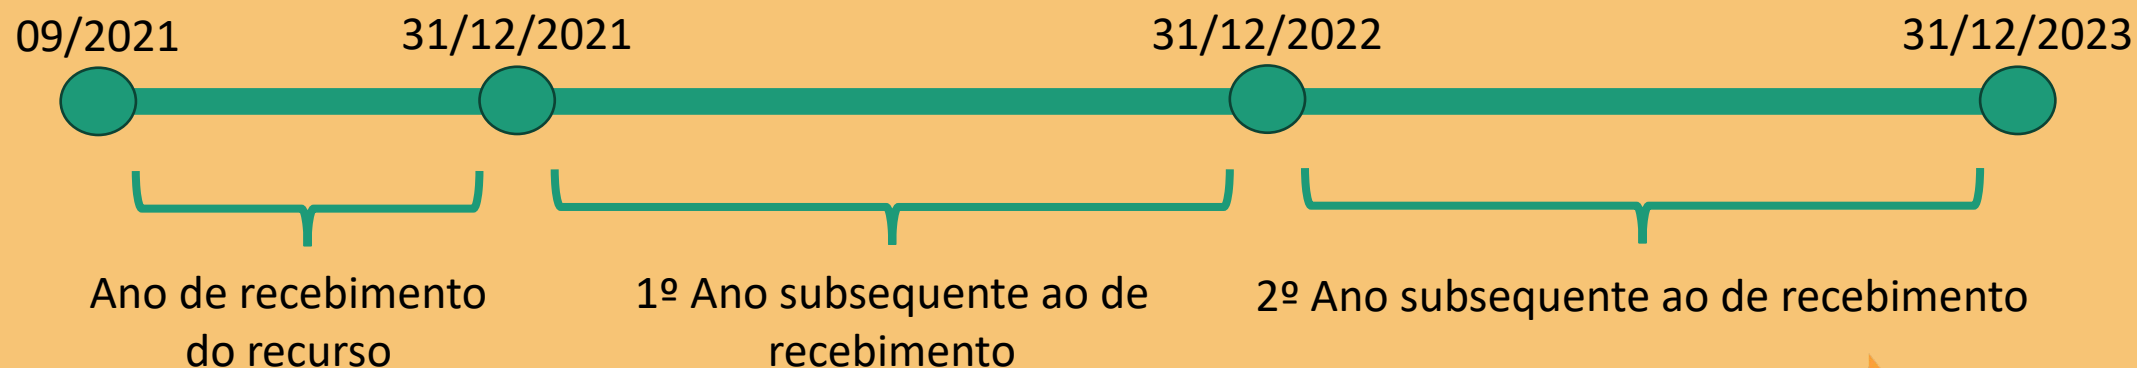 09/2021
31/12/2021
31/12/2022
31/12/2023
Ano de recebimento
do recurso
1º Ano subsequente ao de
recebimento
2º Ano subsequente ao de recebimento